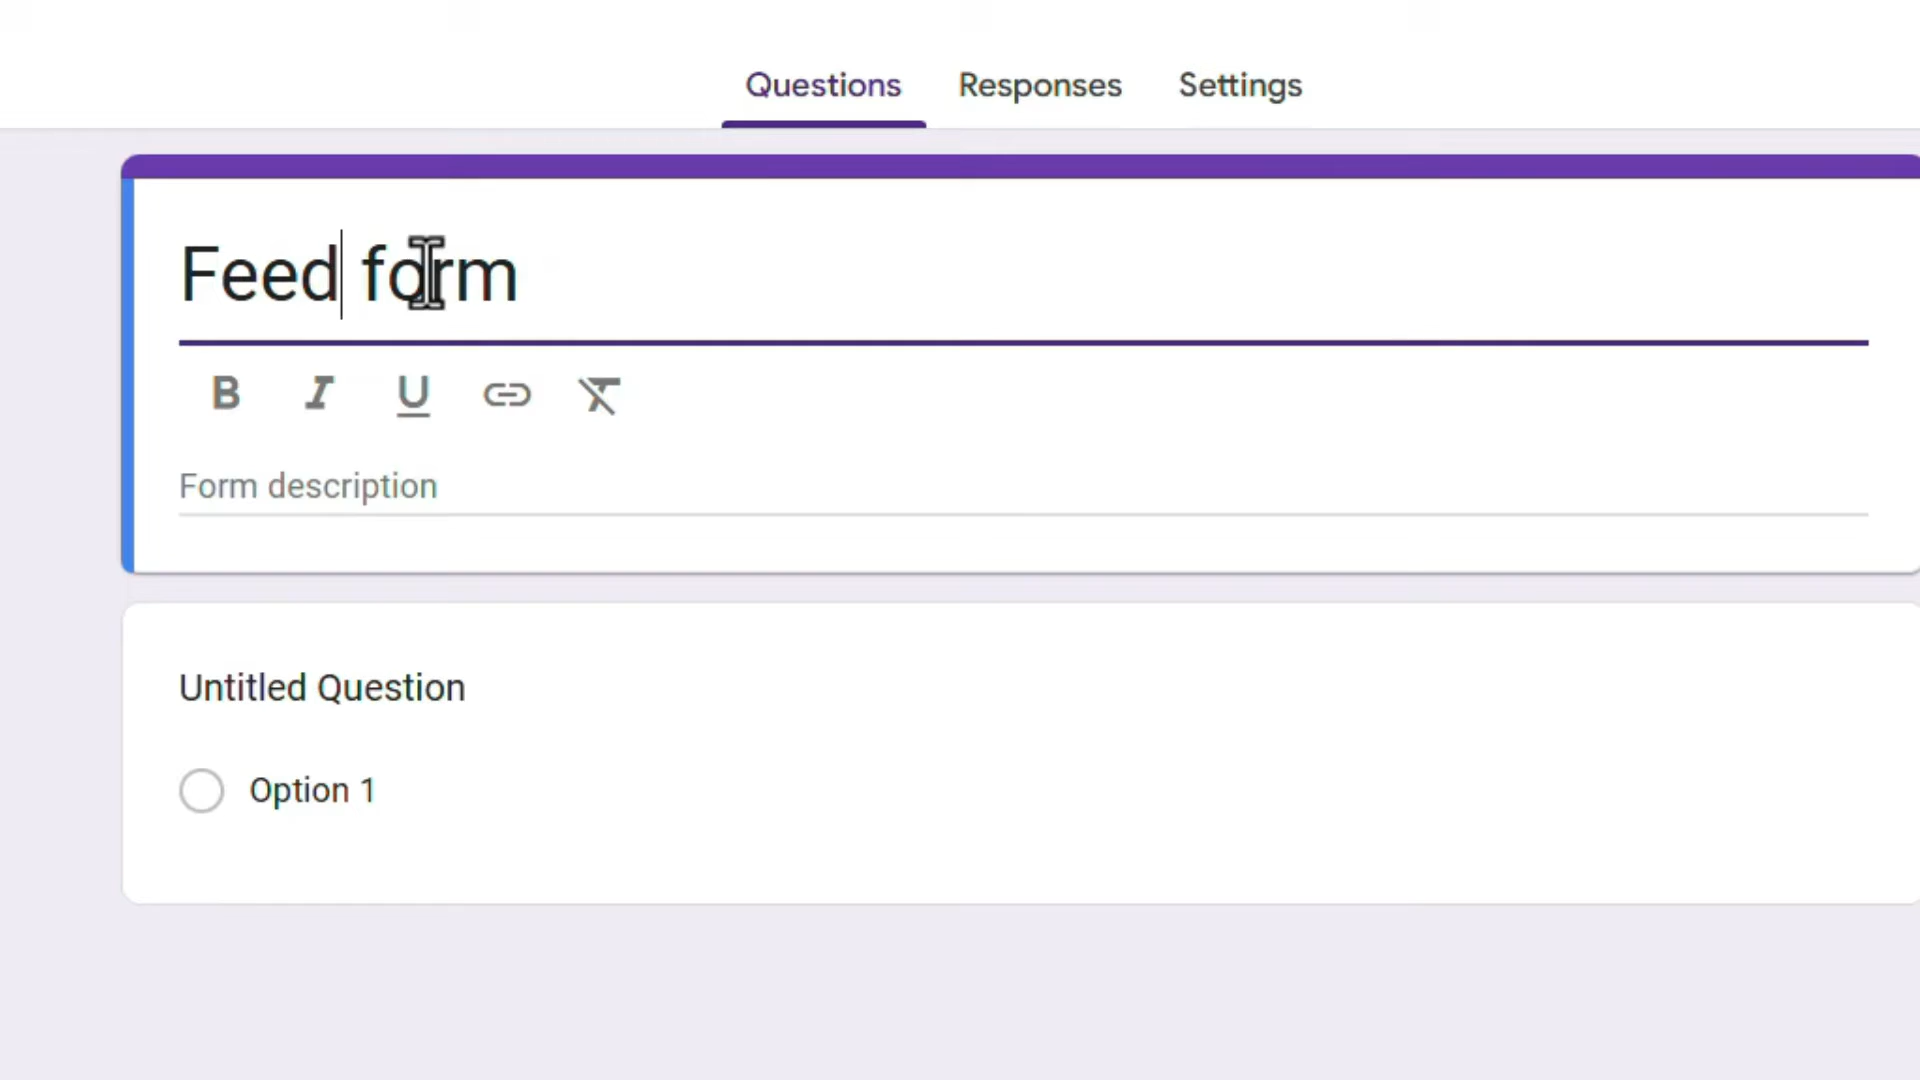 Questions Responses Settings
Feed form
B I U
Form description
Untitled Question
Option 1